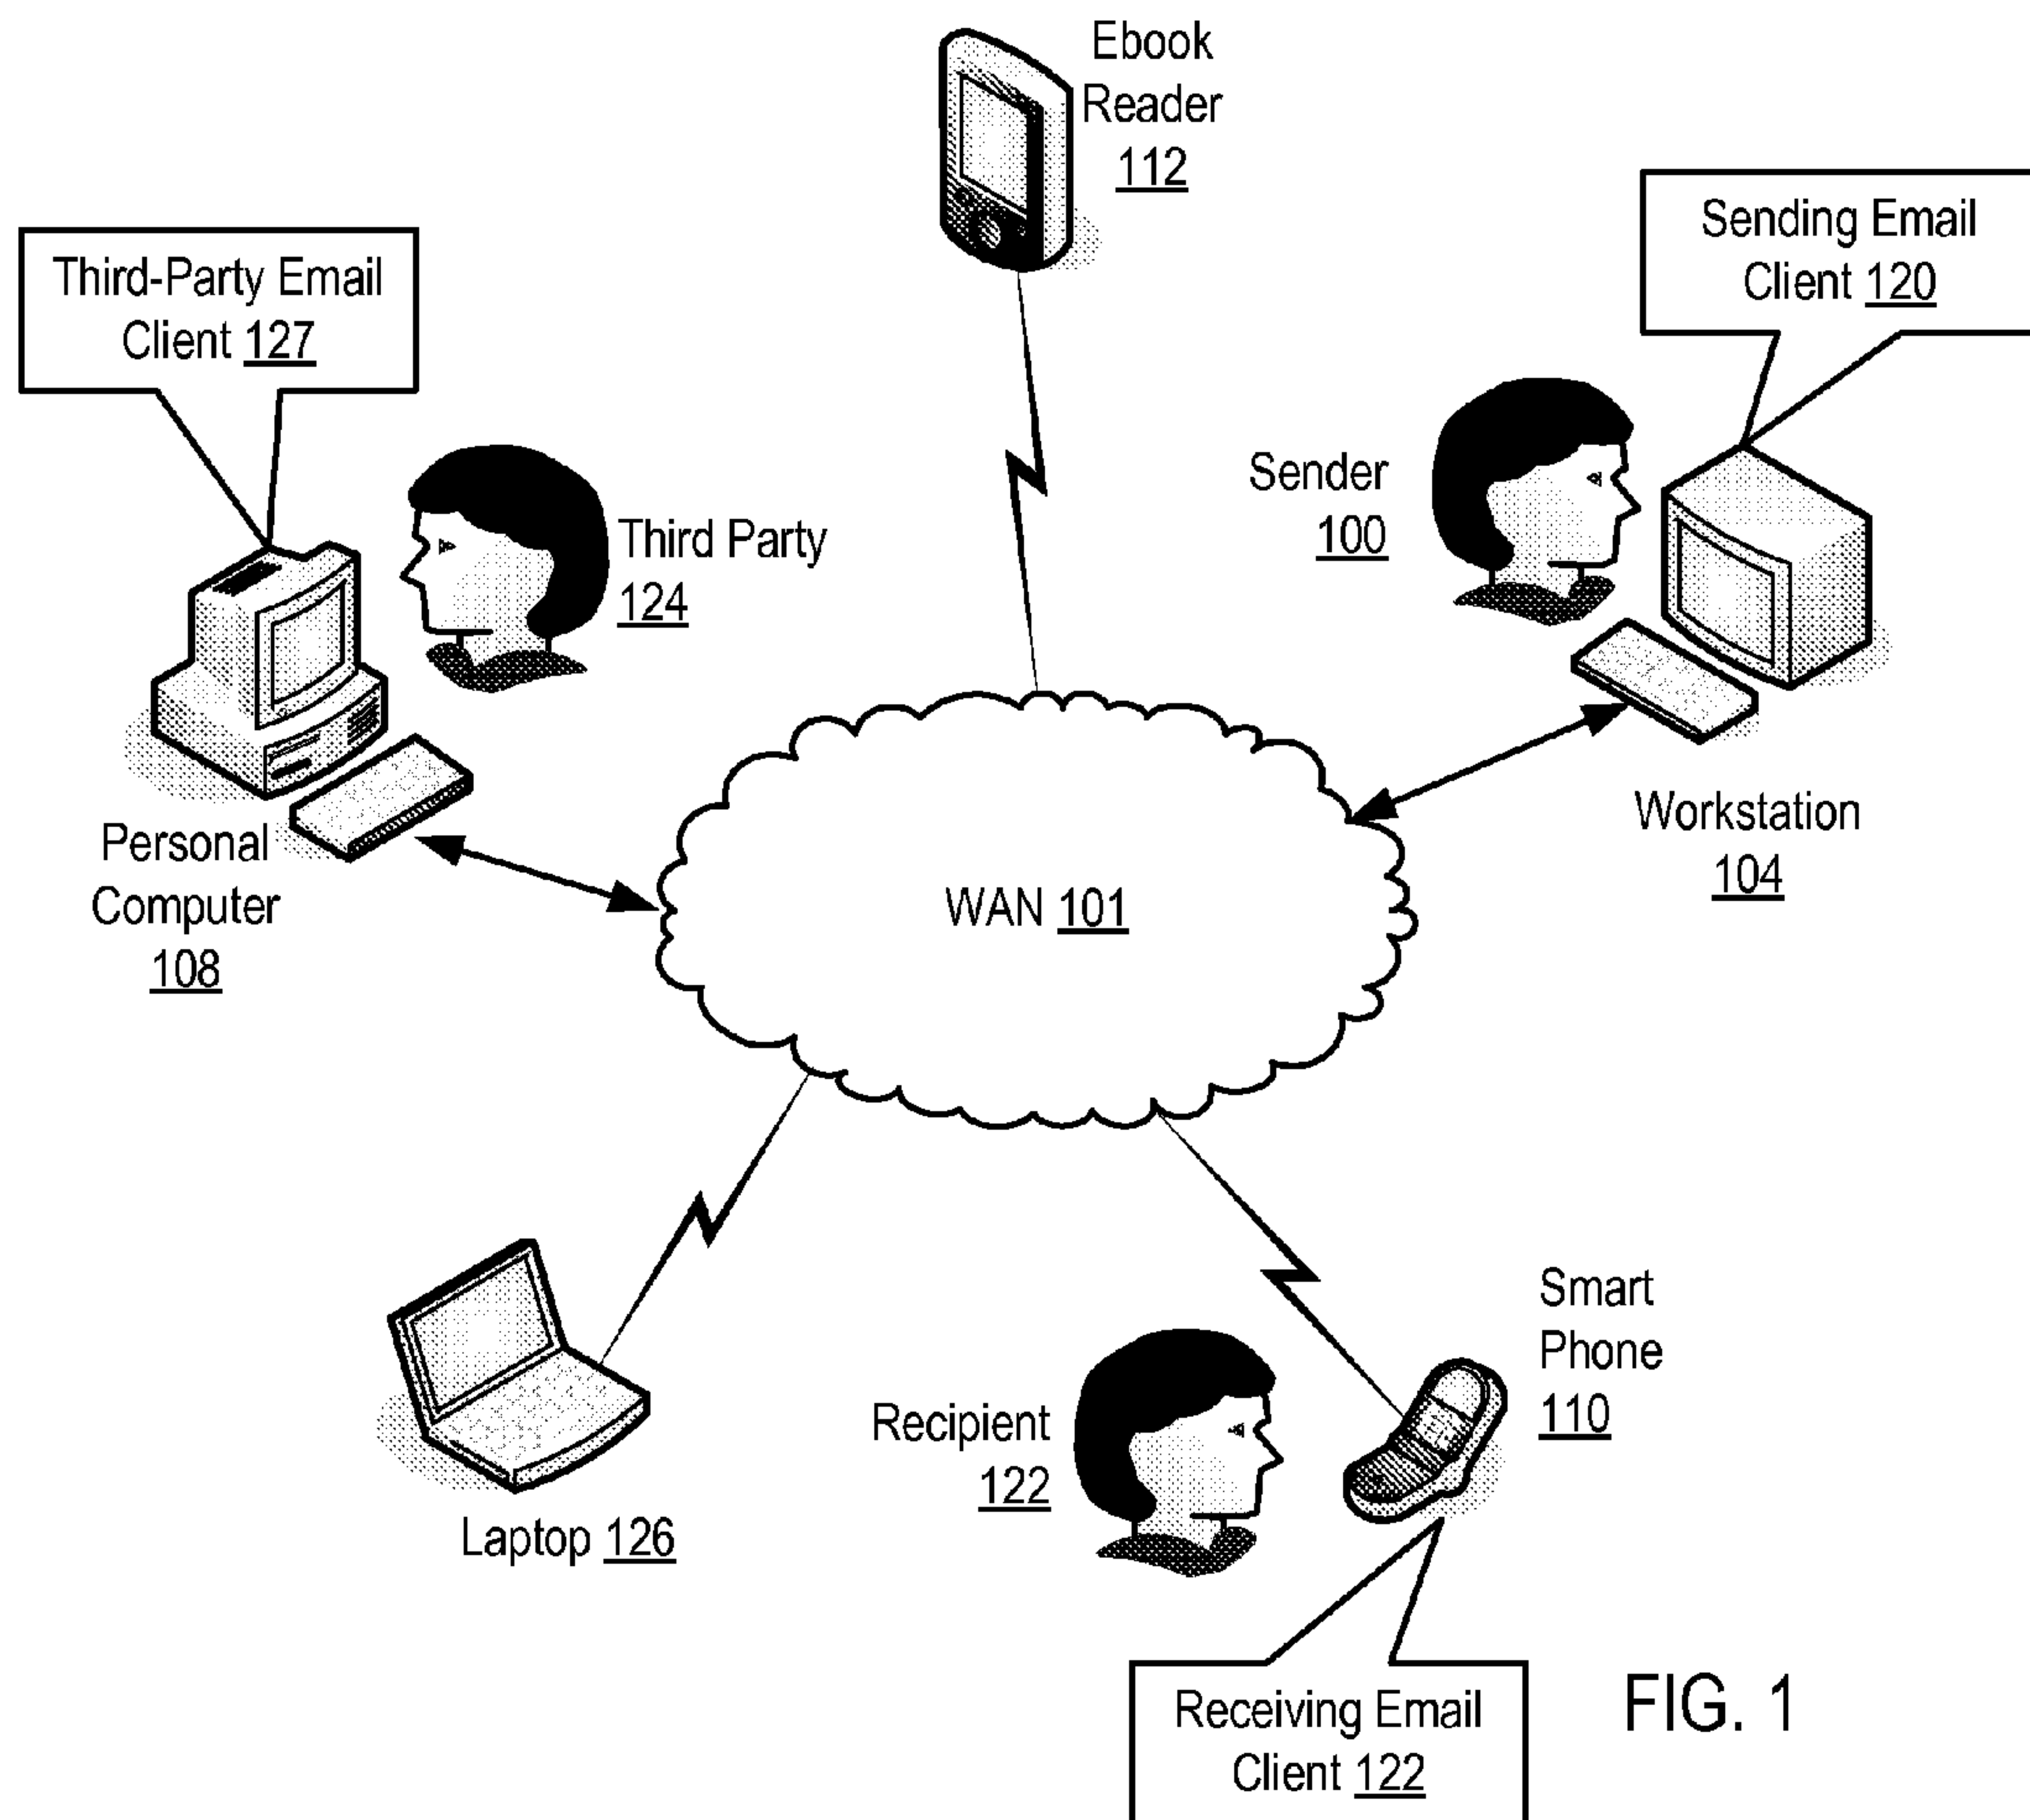 Ebook
Reader
112
Sending Email
Client 120
Third-Party Email
Client 127
Sender
100
Third Party
124
Workstation
104
Personal
Computer
108
WAN 101
Smart
Phone
110
Recipient
122
Laptop 126
Receiving Email
Client 122
FIG. 1